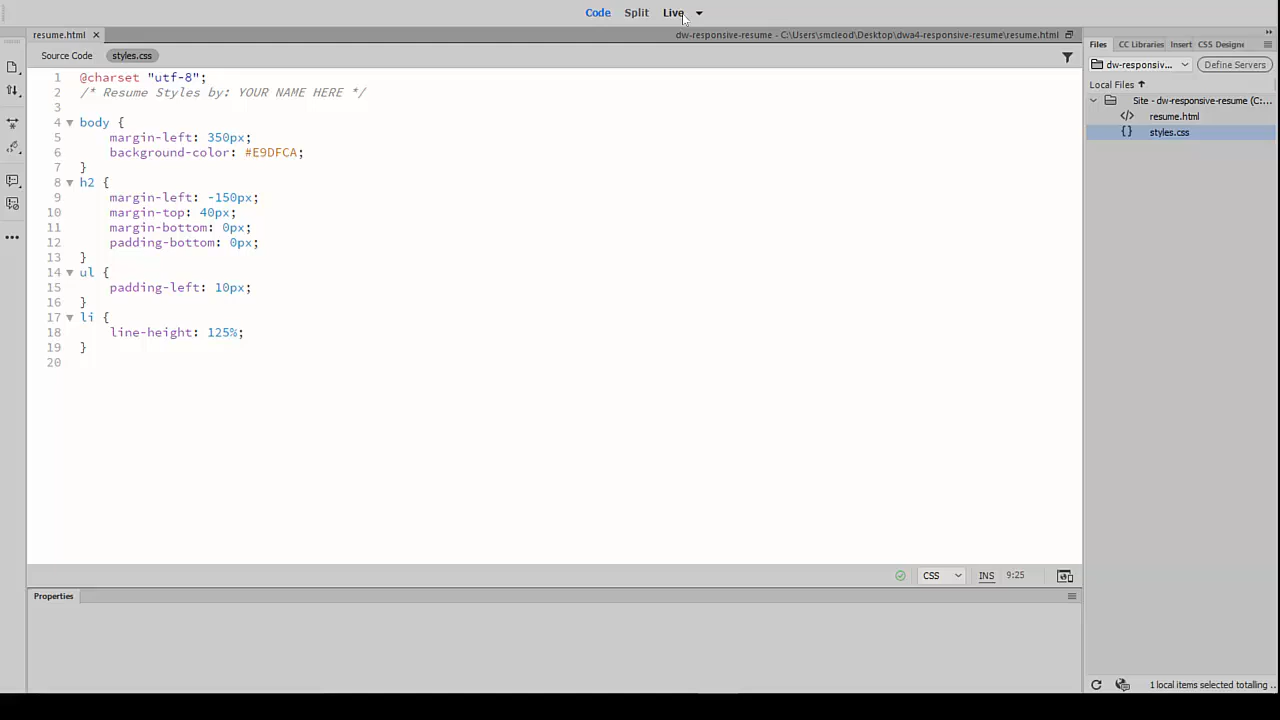 Code Split Live
resume.html ×
dw-responsive-resume - C:\Users\smcleod\Desktop\dwa4-responsive-resume\resume.html
Source Code styles.css
1 @charset "utf-8";
2 /* Resume Styles by: YOUR NAME HERE */
3
4 body {
5 margin-left: 350px;
6 background-color: #E9DFCA;
7 }
8 h2 {
9 margin-left: -150px;
10 margin-top: 40px;
11 margin-bottom: 0px;
12 padding-bottom: 0px;
13 }
14 ul {
15 padding-left: 10px;
16 }
17 li {
18 line-height: 125%;
19 }
20
CSS INS 9:25
Properties
Files CC Libraries Insert CSS Designe
dw-responsiv... Define Servers
Local Files
Site - dw-responsive-resume (C:...
</> resume.html
{} styles.css
1 local items selected totalling ..